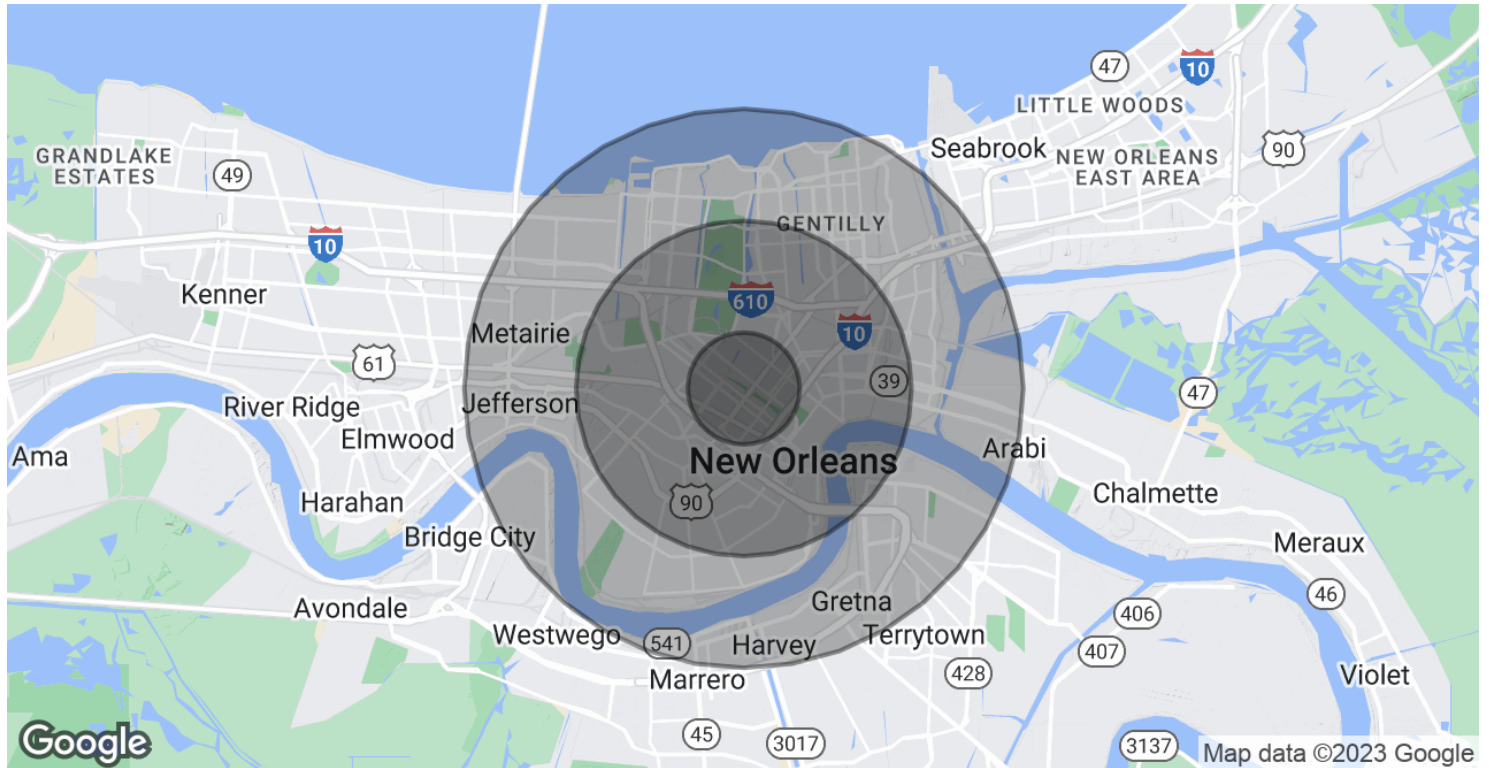 47
10
LITTLE WOODS
GRANDLAKE
ESTATES
Seabrook
90
NEW ORLEANS
EAST AREA
49
GENTILLY
10
Kenner
610
Metairie
10
61
39
47
River Ridge
Jefferson
Elmwood
Ama
New Orleans
Arabi
Harahan
90
Chalmette
Bridge City
Meraux
Avondale
Gretna
46
406
Westwego
541
Harvey
Terrytown
407
Marrero
428
Violet
45
3017
3137
Google
Map data ©2023 Google